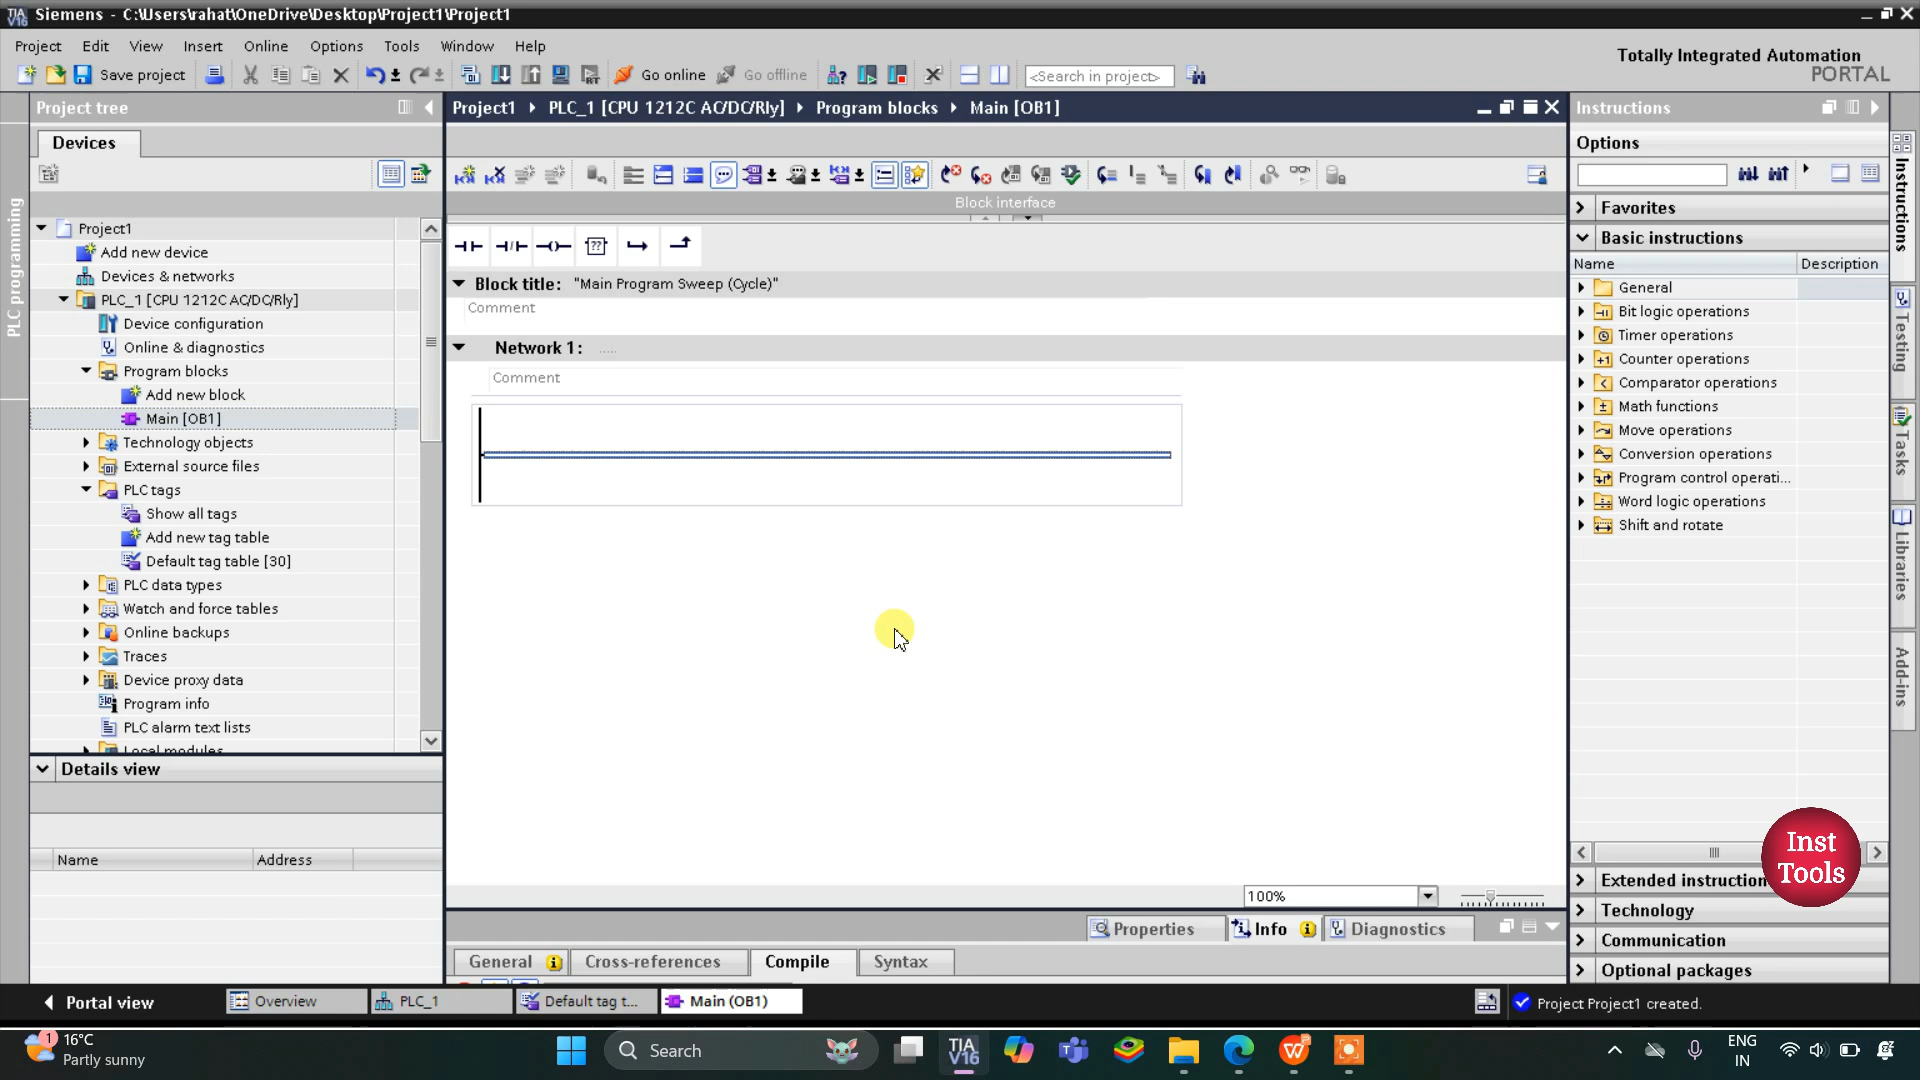 TIA V16 Siemens - C:\Users\rahat\OneDrive\Desktop\Project1\Project1
Project Edit View Insert Online Options Tools Window Help
Totally Integrated Automation
PORTAL
Save project Go online Go offline <Search in project>
Project tree
Devices
PLC programming
Project1
Add new device
Devices & networks
PLC_1 [CPU 1212C AC/DC/Rly]
Device configuration
Online & diagnostics
Program blocks
Add new block
Main [OB1]
Technology objects
External source files
PLC tags
Show all tags
Add new tag table
Default tag table [30]
PLC data types
Watch and force tables
Online backups
Traces
Device proxy data
Program info
PLC alarm text lists
Local modules
Details view
Name Address
Project1 PLC_1 [CPU 1212C AC/DC/Rly] Program blocks Main [OB1]
Block interface
??
Block title: "Main Program Sweep (Cycle)"
Comment
Network 1: .....
Comment
100%
Properties Info Diagnostics
General Cross-references Compile Syntax
Instructions
Options
Favorites
Basic instructions
Name Description
General
Bit logic operations
Timer operations
Counter operations
Comparator operations
Math functions
Move operations
Conversion operations
Program control operati...
Word logic operations
Shift and rotate
Extended instruction
Technology
Communication
Optional packages
Inst
Tools
Instructions
Testing
Tasks
Libraries
Add-ins
Portal view Overview PLC_1 Default tag t... Main (OB1) Project Project1 created.
1
16°C
Partly sunny
Search
TIA
V16
ENG
IN